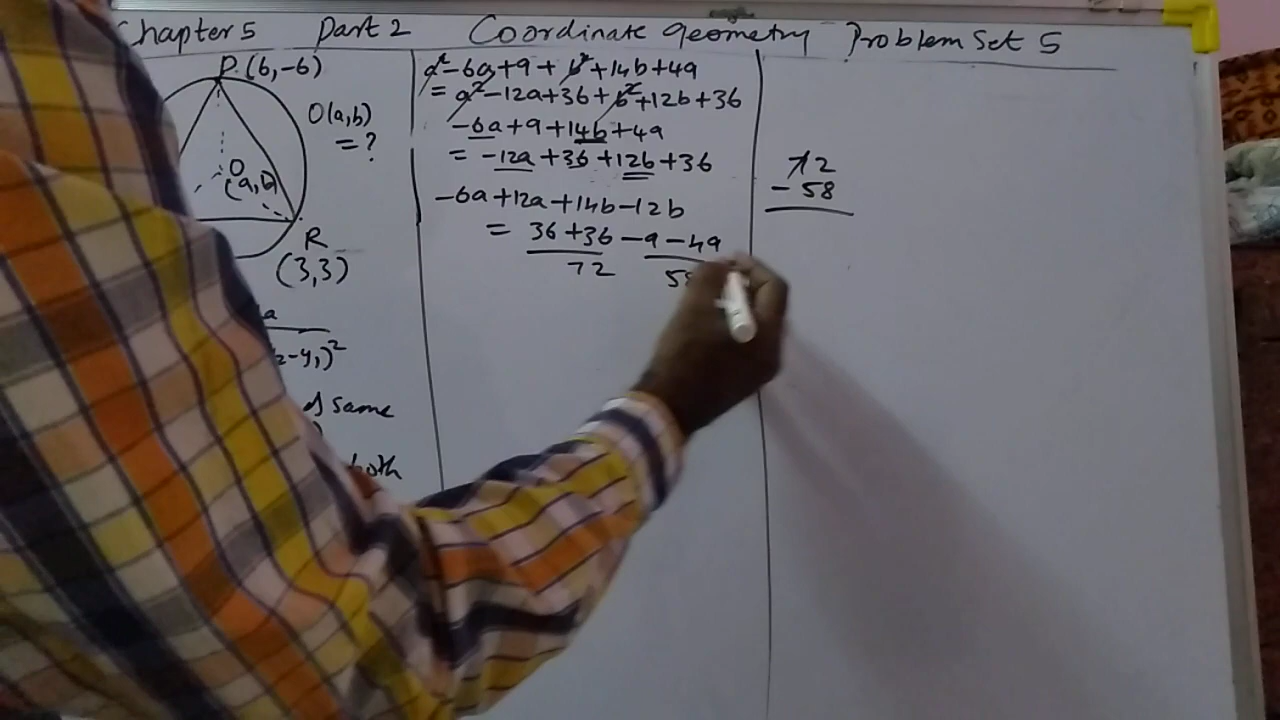 Chapter 5 Part 2 Coordinate geometry Problem Set 5
P (6,-6)
O(a,b)
= ?
O
(a,b)
R
(3,3)
-y₁)²
of same
both
a²-6a+9+b²+14b+49
= a²-12a+36+b²+12b+36
-6a+9+14b+49
= -12a+36+12b+36
-6a+12a+14b-12b
= 36+36-9-49
72 58
72
- 58